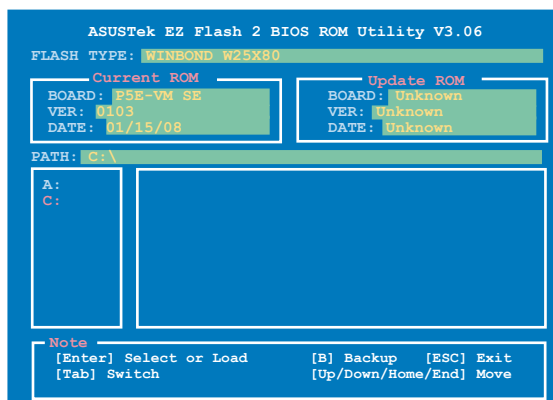 ASUSTek EZ Flash 2 BIOS ROM Utility V3.06
FLASH TYPE: WINBOND W25X80
Current ROM
BOARD: P5E-VM SE
VER: 0103
DATE: 01/15/08
Update ROM
BOARD: Unknown
VER: Unknown
DATE: Unknown
PATH: C:\
A:
C:
Note
[Enter] Select or Load [B] Backup [ESC] Exit
[Tab] Switch [Up/Down/Home/End] Move